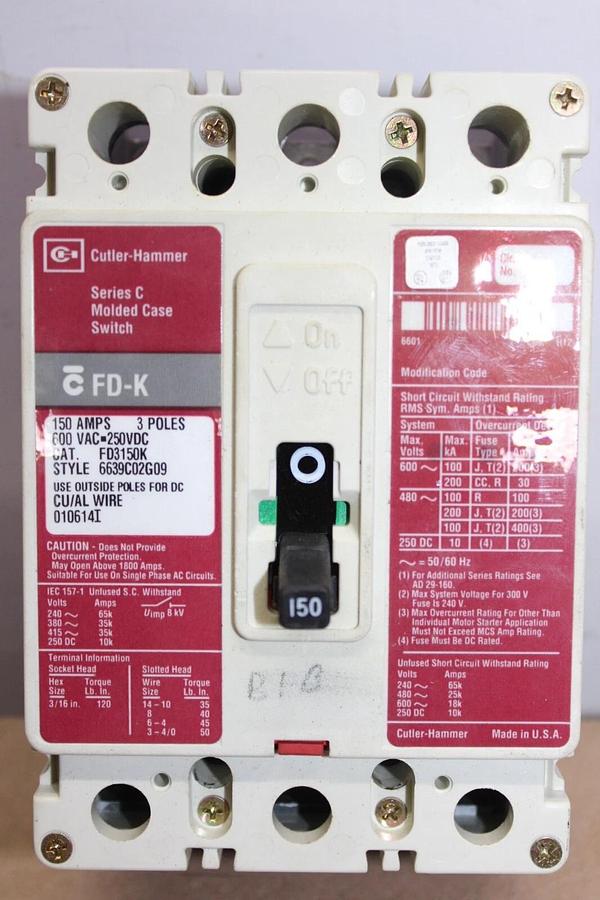 Cutler-Hammer
Series C
Molded Case
Switch
FD-K
150 AMPS 3 POLES
600 VAC=250VDC
CAT. FD3150K
STYLE 6639C02G09
USE OUTSIDE POLES FOR DC
CU/AL WIRE
010614I
CAUTION - Does Not Provide
Overcurrent Protection.
May Open Above 1800 Amps.
Suitable For Use On Single Phase AC Circuits.
IEC 157-1 Unfused S.C. Withstand
Volts Amps
240 ~ 65k
380 ~ 35k
415 ~ 35k
250 DC 10k
Uimp 8 kV
Terminal Information
Socket Head Slotted Head
Hex Size Torque Lb. In. Wire Size Torque Lb. In.
3/16 in. 120 14 - 10 35
8 40
6 - 4 45
3 - 4/0 50
On
Off
O
150
No.
6601
Modification Code
Short Circuit Withstand Rating
RMS Sym. Amps (1).
System Overcurrent
Max. Volts Max. kA Fuse Type
600 ~ 100 J, T(2)
200 CC, R 30
480 ~ 100 R 100
200 J, T(2) 200(3)
100 J, T(2) 400(3)
250 DC 10 (4) (3)
~ = 50/60 Hz
(1) For Additional Series Ratings See
AD 29-160.
(2) Max System Voltage For 300 V
Fuse Is 240 V.
(3) Max Overcurrent Rating For Other Than
Individual Motor Starter Application
Must Not Exceed MCS Amp Rating.
(4) Fuse Must Be DC Rated.
Unfused Short Circuit Withstand Rating
Volts Amps
240 ~ 65k
480 ~ 25k
600 ~ 18k
250 DC 10k
Cutler-Hammer Made in U.S.A.